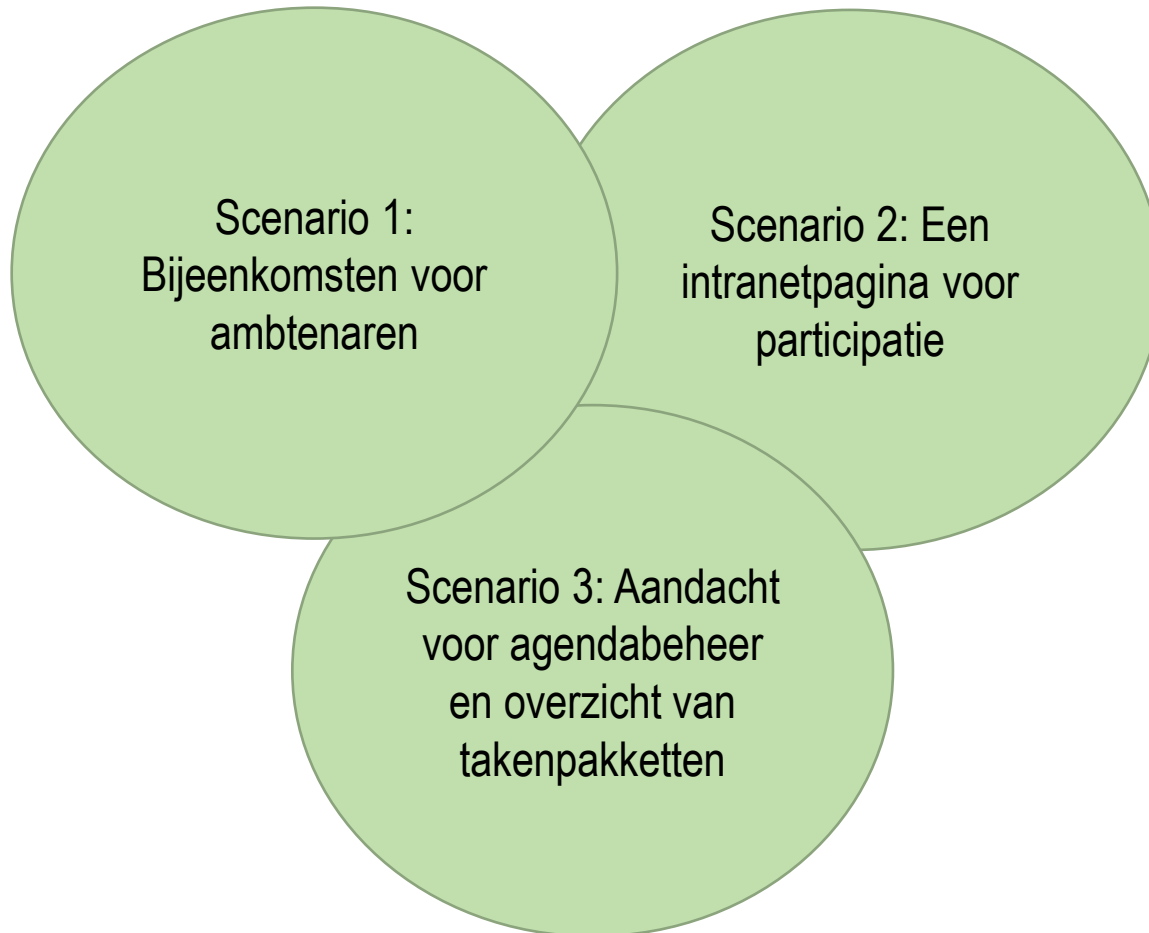 Scenario 1:
Bijeenkomsten voor
ambtenaren
Scenario 2: Een
intranetpagina voor
participatie
Scenario 3: Aandacht
voor agendabeheer
en overzicht van
takenpakketten